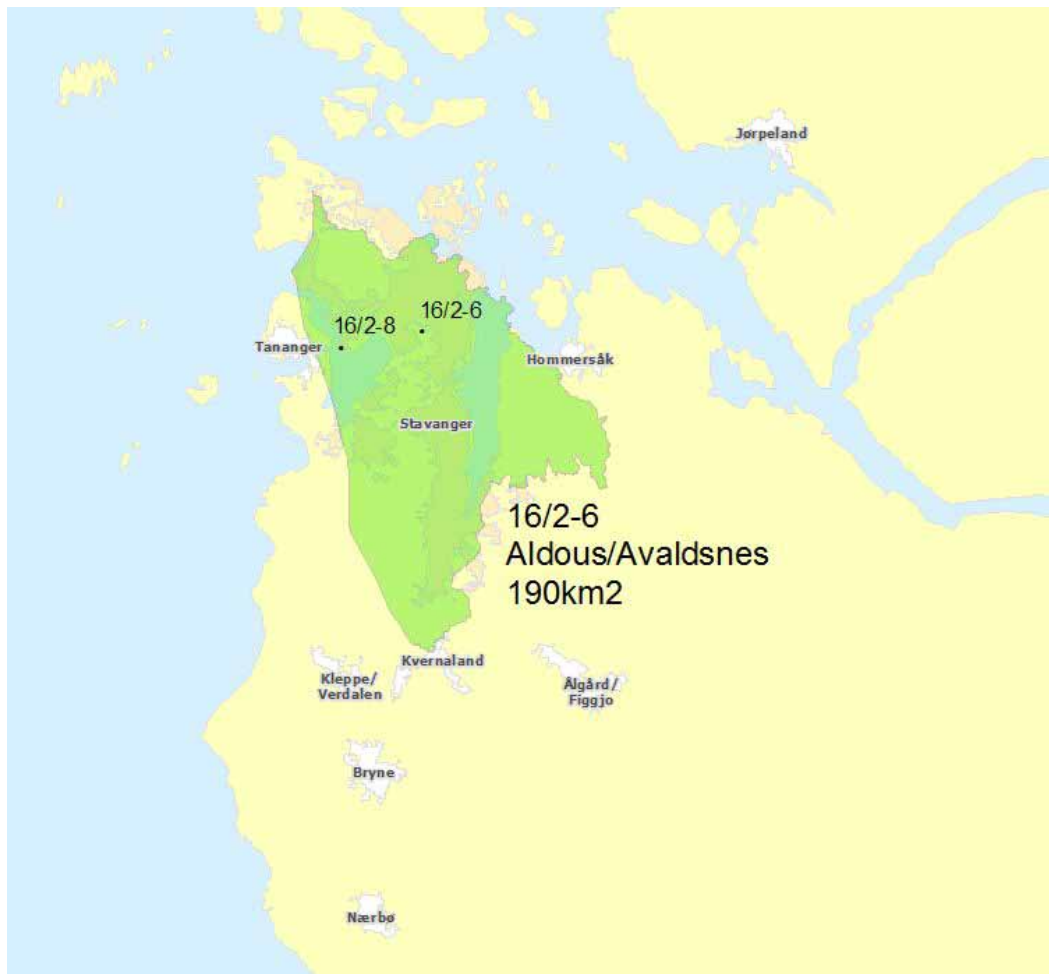 Jørpeland
16/2-6
16/2-8
Tananger
Hommersåk
Stavanger
16/2-6
Aldous/Avaldsnes
190km2
Kvernaland
Kleppe/
Verdalen
Ålgård/
Figgjo
Bryne
Nærbø